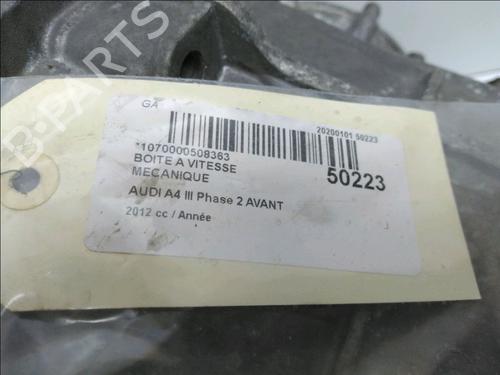 GA
20200101 50223
*1070000508363
BOITE A VITESSE
MECANIQUE
50223
AUDI A4 III Phase 2 AVANT
2012 cc / Année
B-PARTS